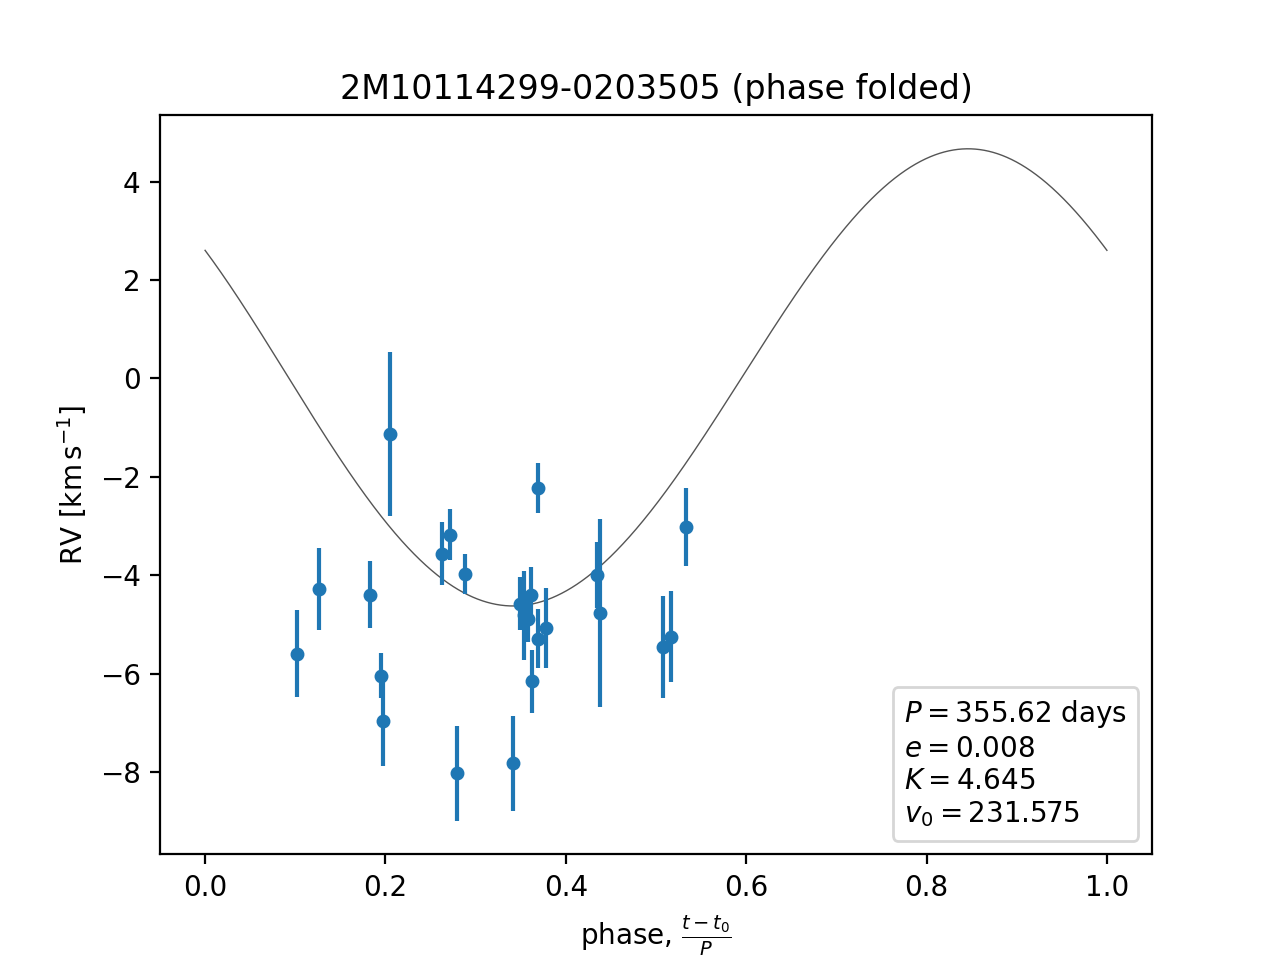 2M10114299-0203505 (phase folded)
RV [km s⁻¹]
4
2
0
−2
−4
−6
−8
P = 355.62 days
e = 0.008
K = 4.645
v₀ = 231.575
0.0 0.2 0.4 0.6 0.8 1.0
phase, (t − t₀)/P